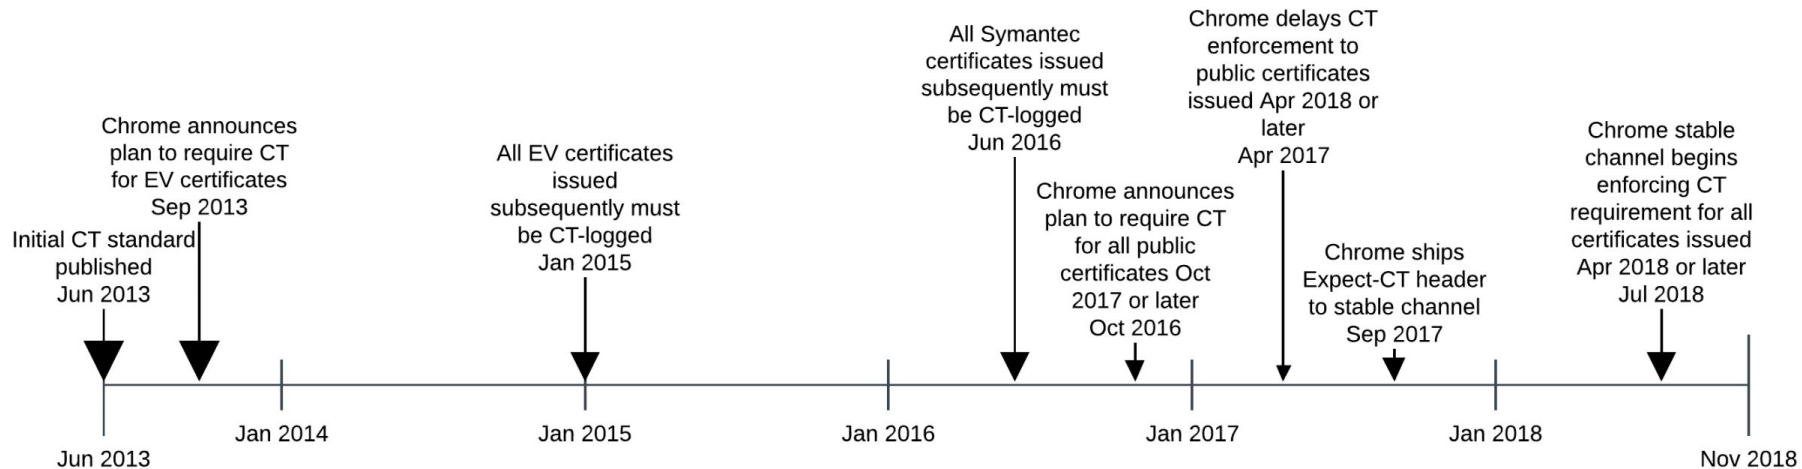 Initial CT standard
published
Jun 2013
Chrome announces
plan to require CT
for EV certificates
Sep 2013
All EV certificates
issued
subsequently must
be CT-logged
Jan 2015
All Symantec
certificates issued
subsequently must
be CT-logged
Jun 2016
Chrome announces
plan to require CT
for all public
certificates Oct
2017 or later
Oct 2016
Chrome delays CT
enforcement to
public certificates
issued Apr 2018 or
later
Apr 2017
Chrome ships
Expect-CT header
to stable channel
Sep 2017
Chrome stable
channel begins
enforcing CT
requirement for all
certificates issued
Apr 2018 or later
Jul 2018
Jun 2013
Jan 2014
Jan 2015
Jan 2016
Jan 2017
Jan 2018
Nov 2018